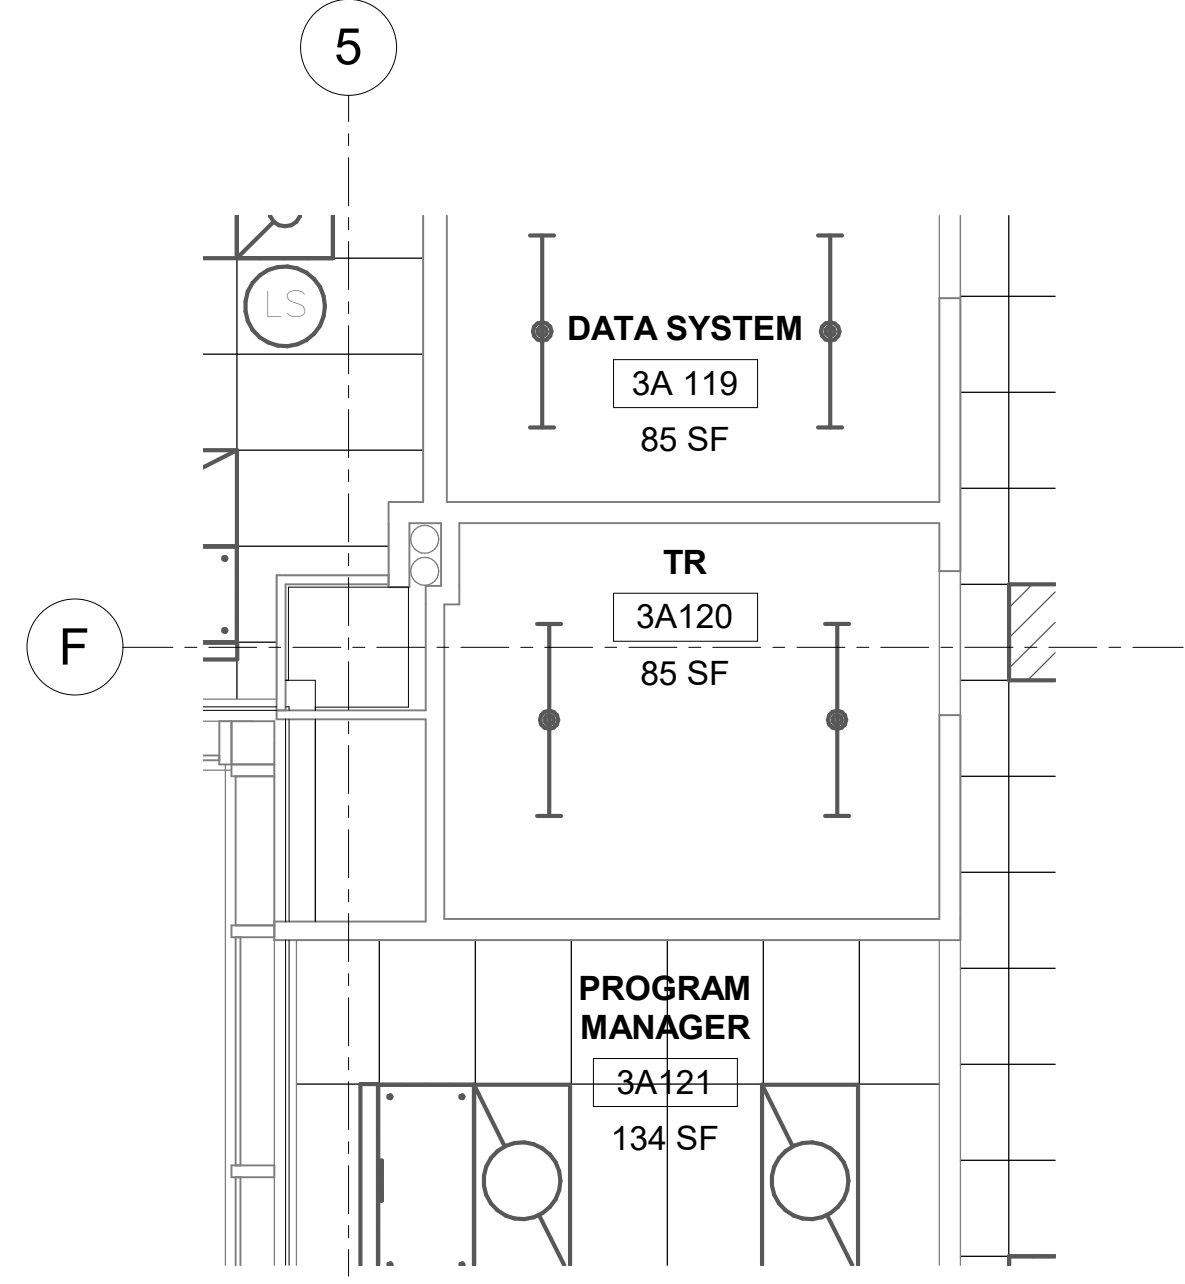 5
LS
DATA SYSTEM
3A 119
85 SF
TR
3A120
F
85 SF
PROGRAM
MANAGER
3A121
134 SF